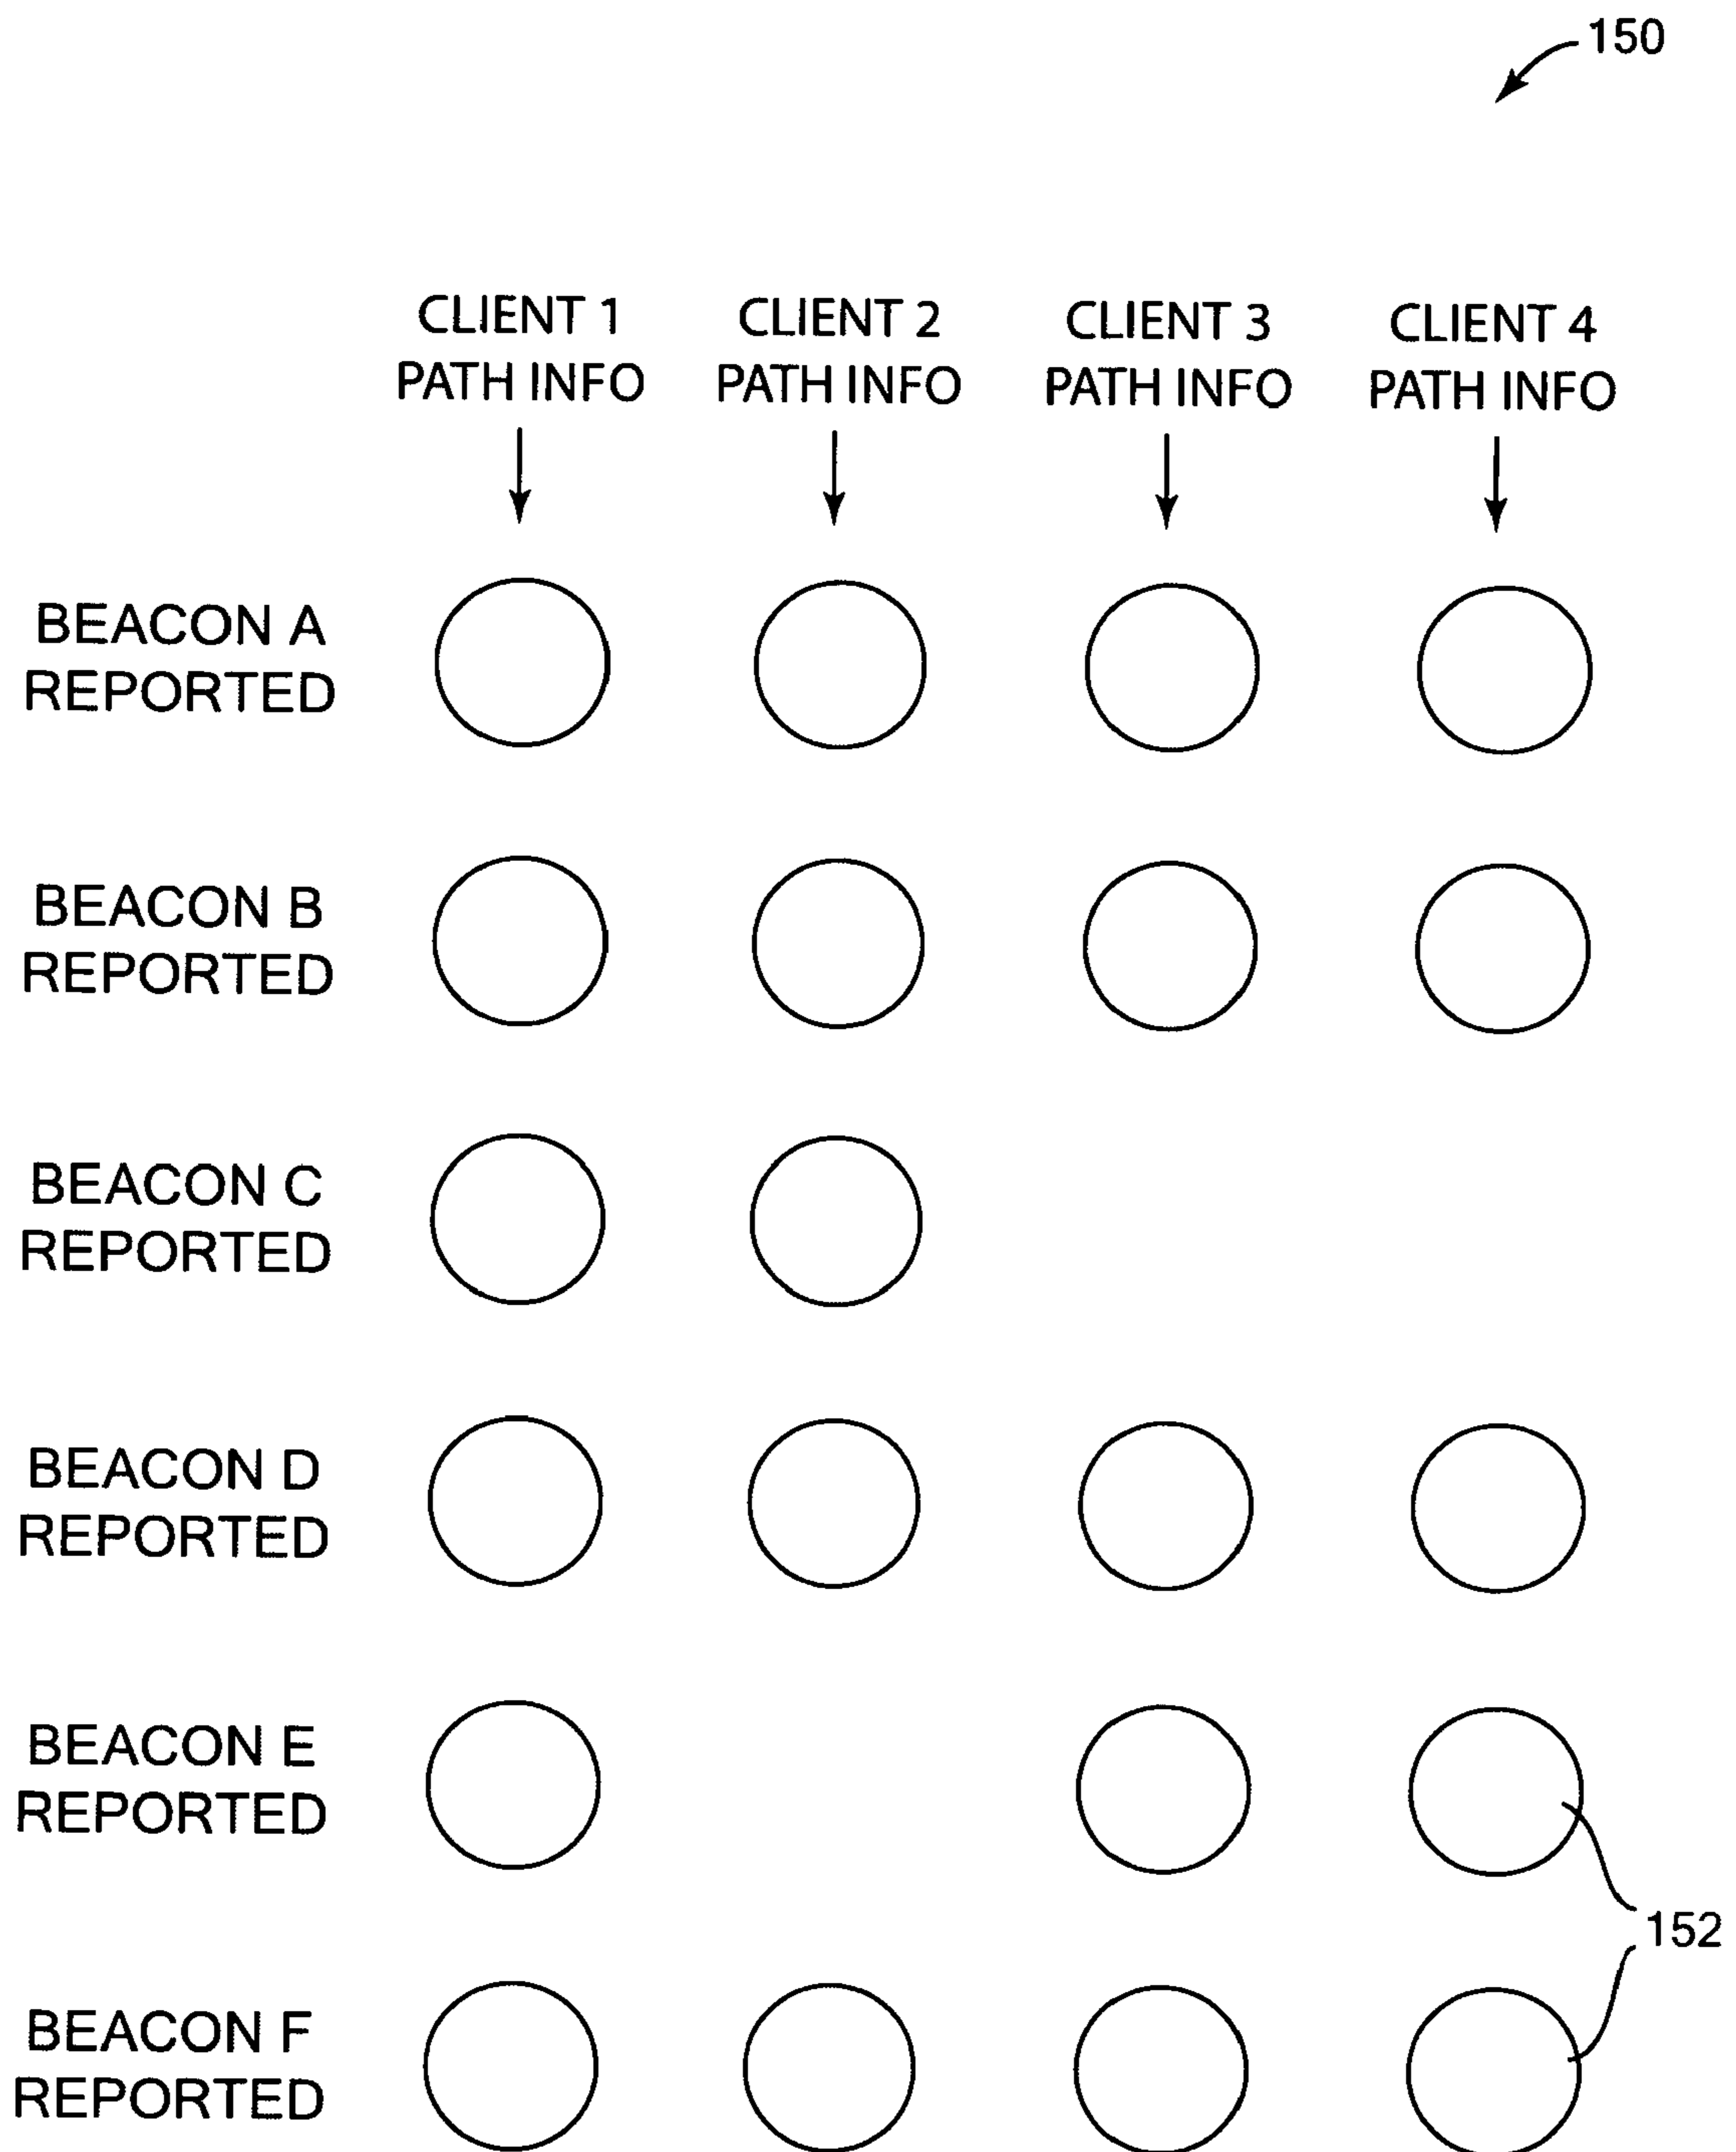 150
CLIENT 1
PATH INFO
CLIENT 2
PATH INFO
CLIENT 3
PATH INFO
CLIENT 4
PATH INFO
BEACON A
REPORTED
BEACON B
REPORTED
BEACON C
REPORTED
BEACON D
REPORTED
BEACON E
REPORTED
152
BEACON F
REPORTED